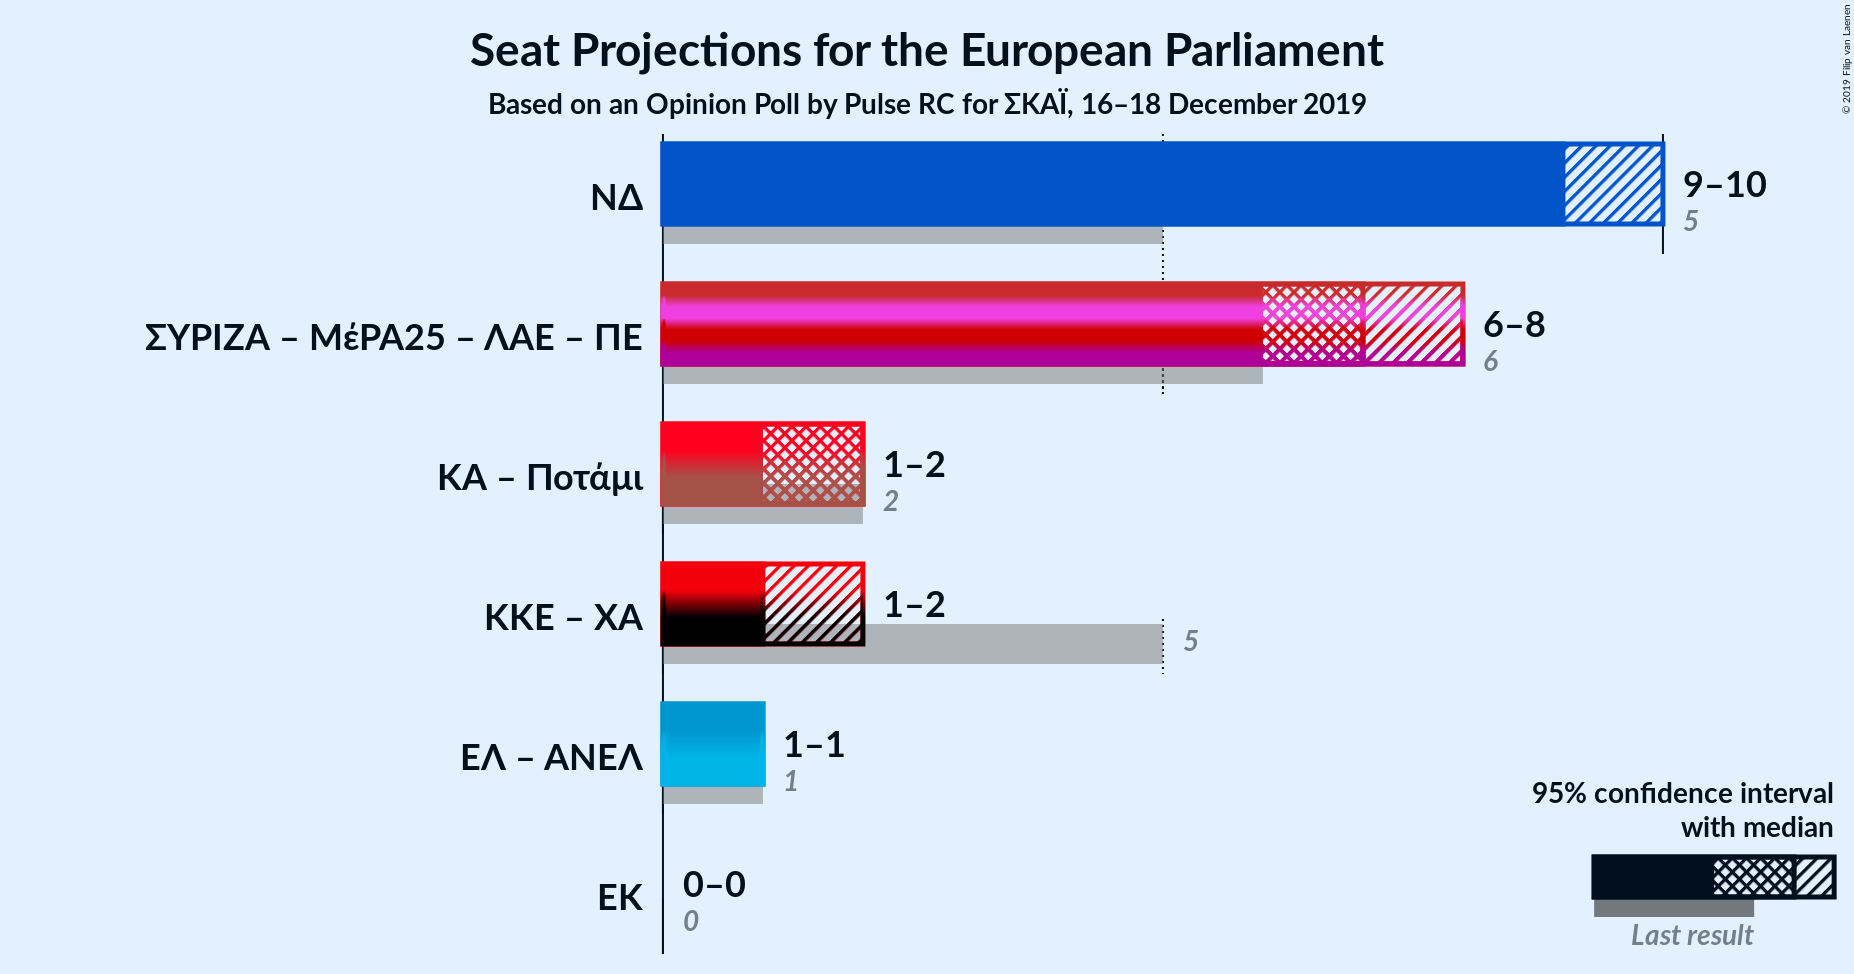 Seat Projections for the European Parliament
Based on an Opinion Poll by Pulse RC for ΣΚΑΪ, 16–18 December 2019
© 2019 Filip van Laenen
ΝΔ
9–10
5
ΣΥΡΙΖΑ – ΜέΡΑ25 – ΛΑΕ – ΠΕ
6–8
6
ΚΑ – Ποτάμι
1–2
2
ΚΚΕ – ΧΑ
1–2
5
ΕΛ – ΑΝΕΛ
1–1
1
ΕΚ
0–0
0
95% confidence interval
with median
Last result